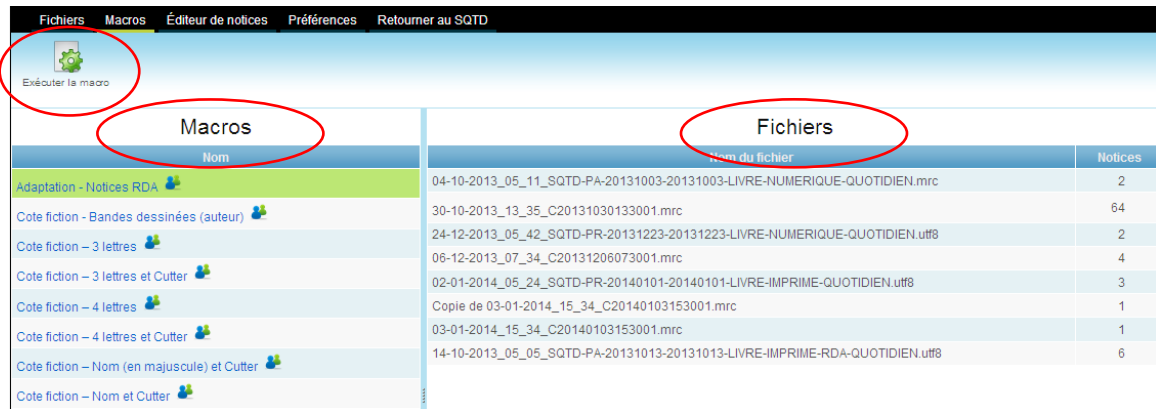 Fichiers Macros Éditeur de notices Préférences Retourner au SQTD
Exécuter la macro
Macros
Nom
Adaptation - Notices RDA
Cote fiction - Bandes dessinées (auteur)
Cote fiction – 3 lettres
Cote fiction – 3 lettres et Cutter
Cote fiction – 4 lettres
Cote fiction – 4 lettres et Cutter
Cote fiction – Nom (en majuscule) et Cutter
Cote fiction – Nom et Cutter
Fichiers
Nom du fichier Notices
04-10-2013_05_11_SQTD-PA-20131003-20131003-LIVRE-NUMERIQUE-QUOTIDIEN.mrc 2
30-10-2013_13_35_C20131030133001.mrc 64
24-12-2013_05_42_SQTD-PR-20131223-20131223-LIVRE-NUMERIQUE-QUOTIDIEN.utf8 2
06-12-2013_07_34_C20131206073001.mrc 4
02-01-2014_05_24_SQTD-PR-20140101-20140101-LIVRE-IMPRIME-QUOTIDIEN.utf8 3
Copie de 03-01-2014_15_34_C20140103153001.mrc 1
03-01-2014_15_34_C20140103153001.mrc 1
14-10-2013_05_05_SQTD-PA-20131013-20131013-LIVRE-IMPRIME-RDA-QUOTIDIEN.utf8 6